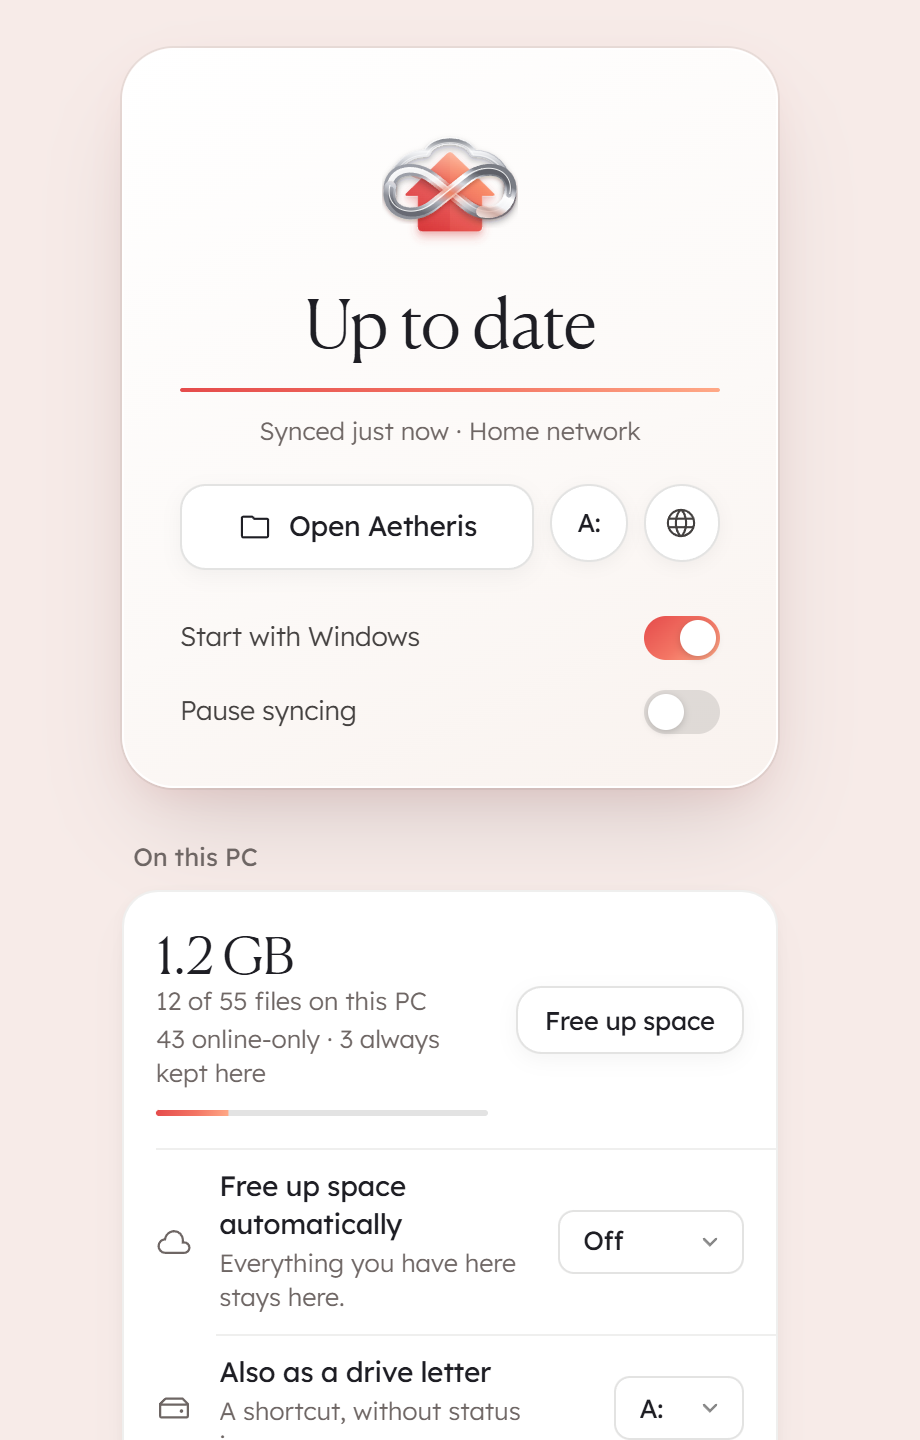 Up to date
Synced just now · Home network
Open Aetheris
A:
Start with Windows
Pause syncing
On this PC
1.2 GB
12 of 55 files on this PC
43 online-only · 3 always
kept here
Free up space
Free up space
automatically
Everything you have here
stays here.
Off
Also as a drive letter
A shortcut, without status
A: